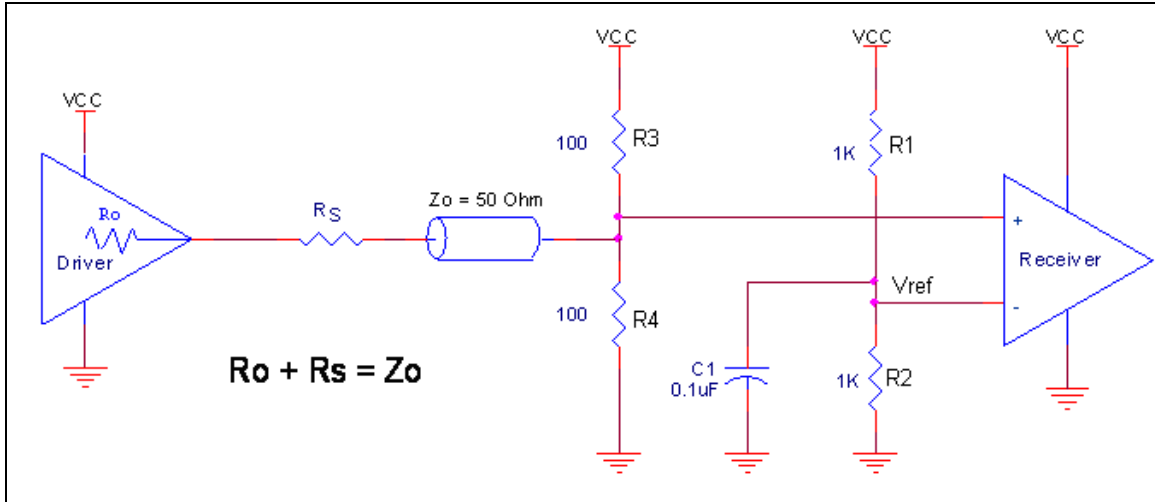 VCC
VCC
VCC
VCC
Ro
Driver
RS
Zo = 50 Ohm
100
R3
1K
R1
+
Receiver
-
Vref
100
R4
C1
0.1uF
1K
R2
Ro + Rs = Zo